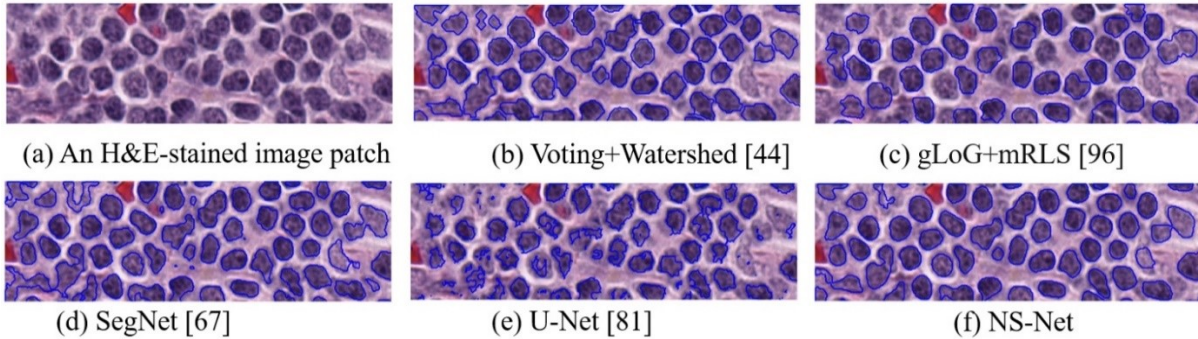 (a) An H&E-stained image patch
(b) Voting+Watershed [44]
(c) gLoG+mRLS [96]
(d) SegNet [67]
(e) U-Net [81]
(f) NS-Net